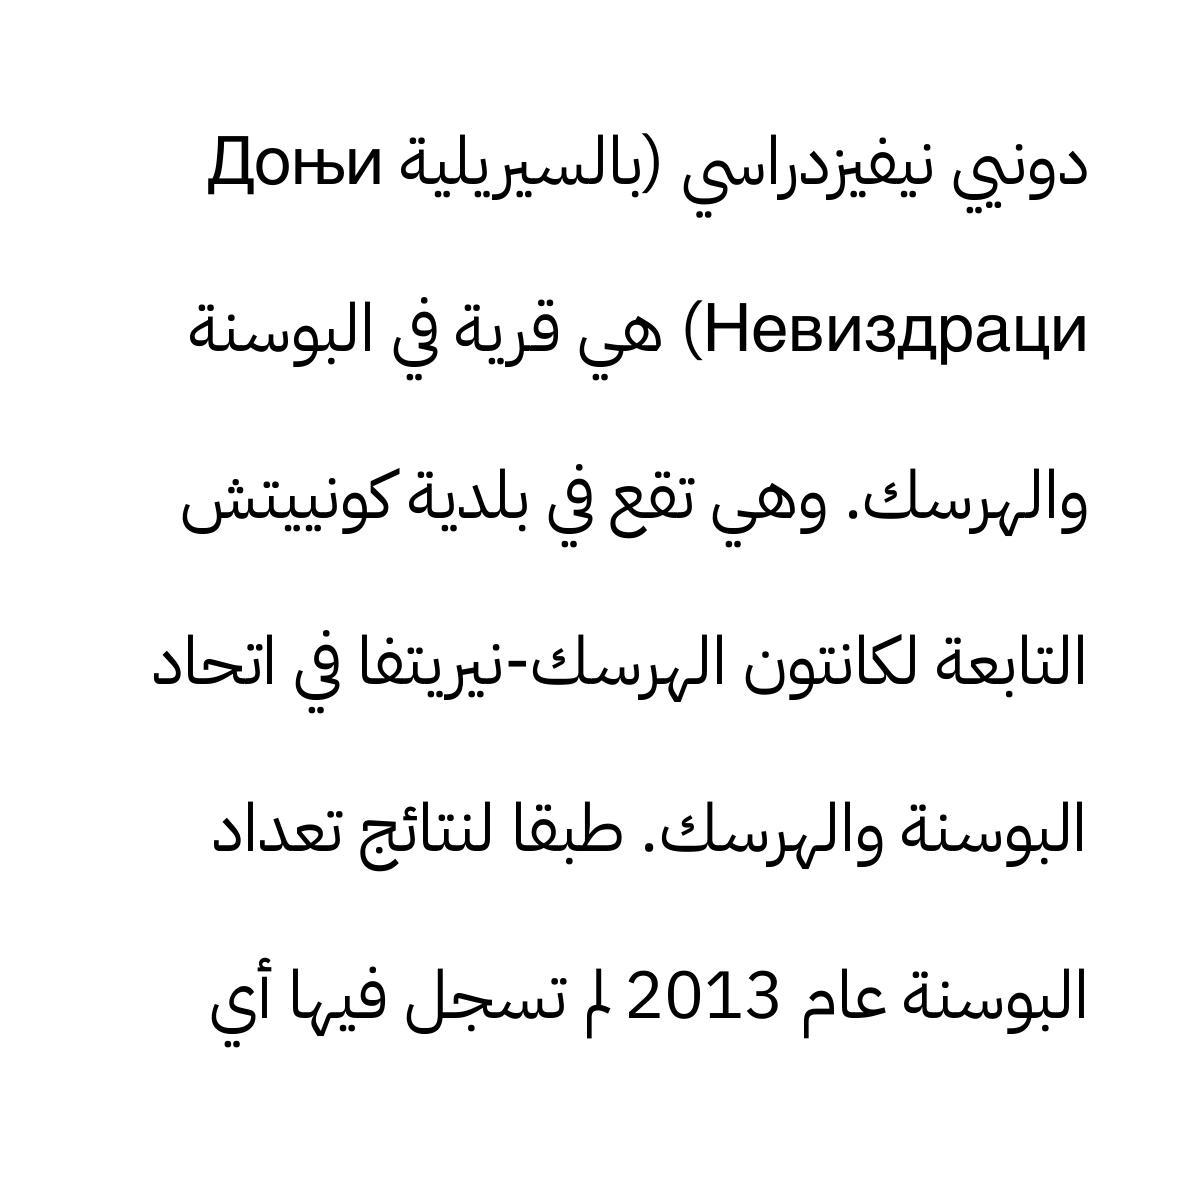 دونيي نيفيزدراسي (بالسيريلية Доњи
Невиздраци) هي قرية في البوسنة
والهرسك. وهي تقع في بلدية كونييتش
التابعة لكانتون الهرسك-نيريتفا في اتحاد
البوسنة والهرسك. طبقا لنتائج تعداد
البوسنة عام 2013 لم تسجل فيها أي